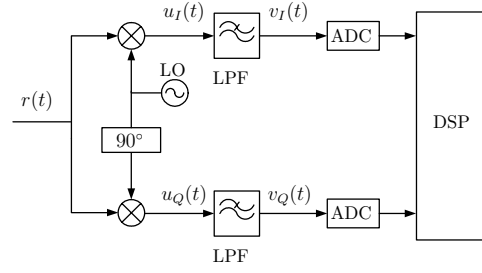 u_I(t)
v_I(t)
ADC
LO
LPF
r(t)
DSP
90°
u_Q(t)
v_Q(t)
ADC
LPF